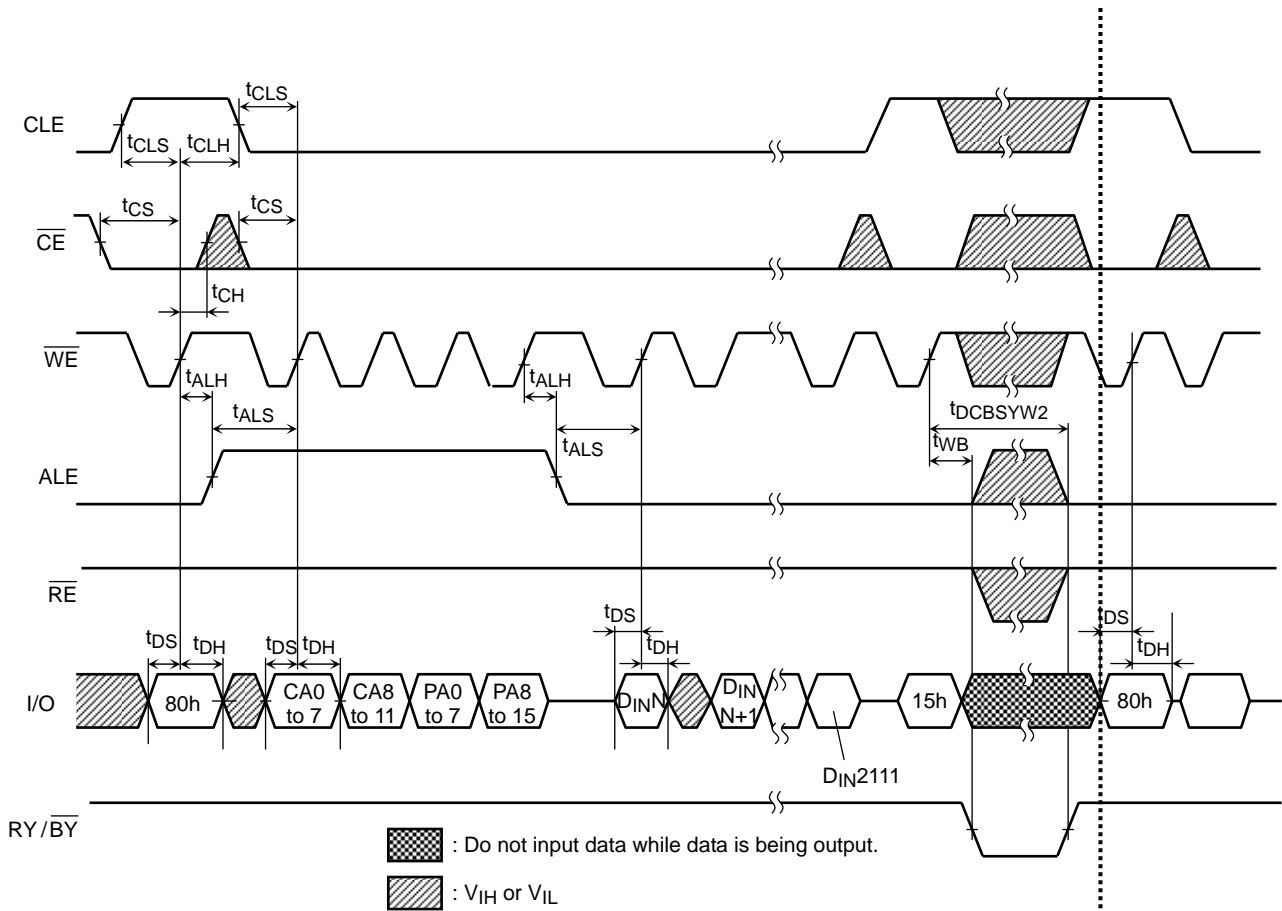 CLE
tCLS
tCLS
tCLH
CE
tCS
tCS
tCH
WE
tALH
tALS
tALH
tALS
tDCBSYW2
tWB
ALE
RE
I/O
tDS
tDH
tDS
tDH
tDS
tDH
tDS
tDH
80h
CA0
to 7
CA8
to 11
PA0
to 7
PA8
to 15
DINN
DIN
N+1
DIN2111
15h
80h
RY/BY
: Do not input data while data is being output.
: VIH or VIL